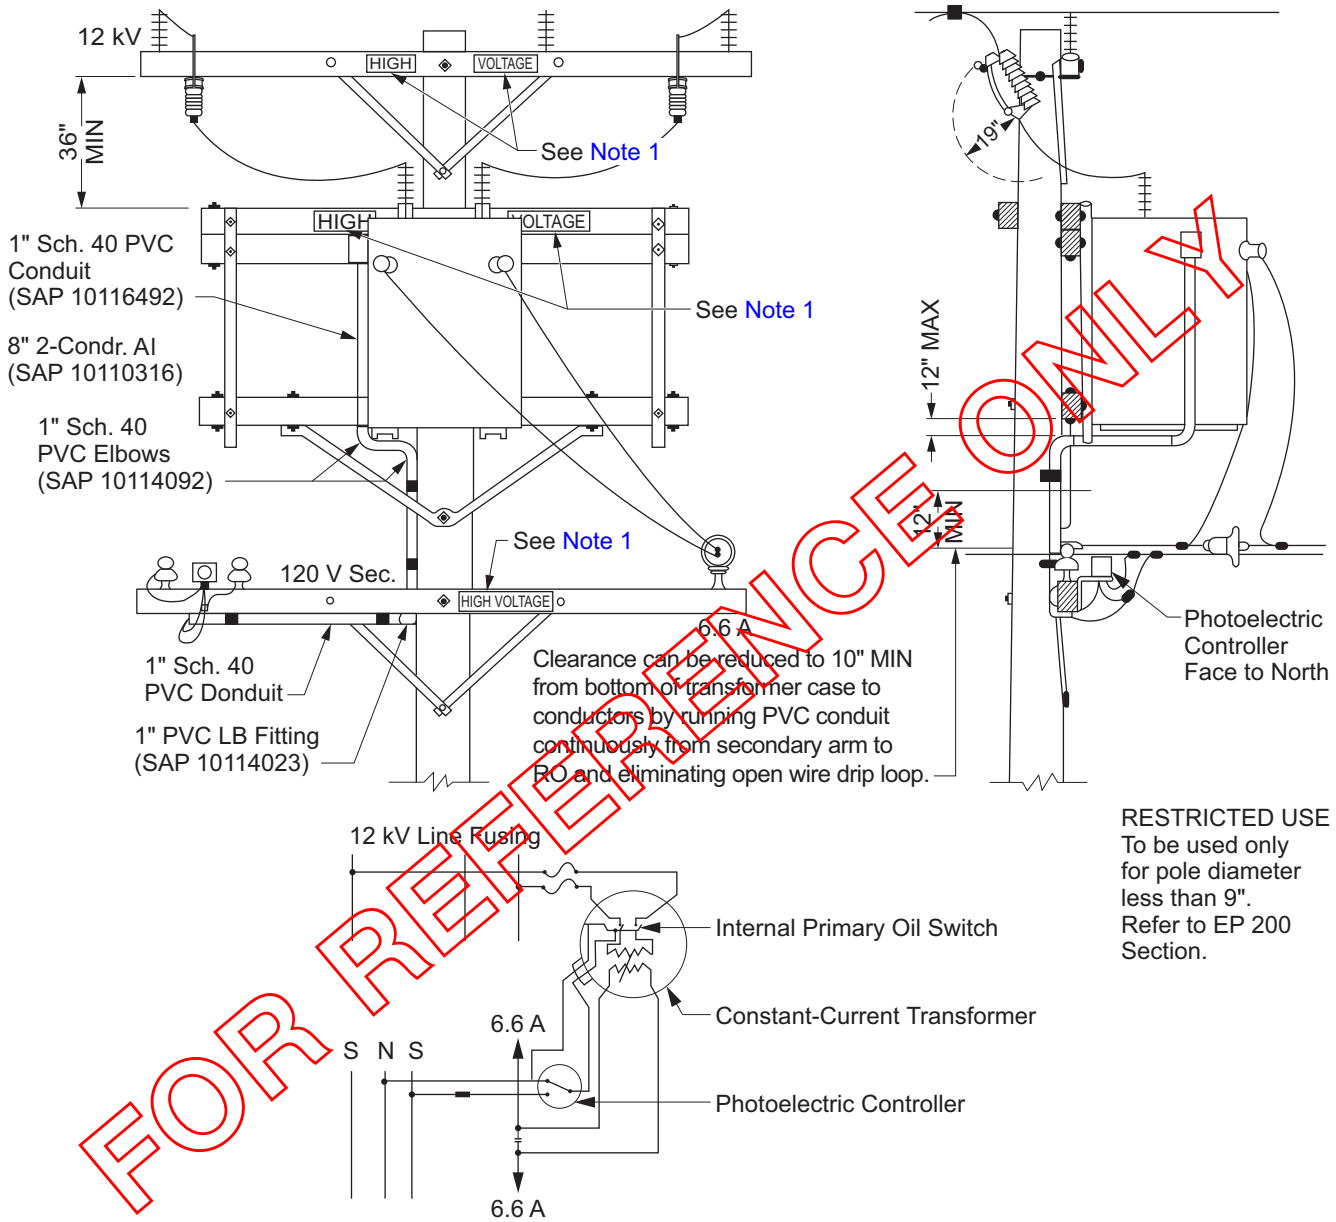 12 kV
HIGH
VOLTAGE
36" MIN
See Note 1
19"
HIGH
VOLTAGE
1" Sch. 40 PVC
Conduit
(SAP 10116492)
See Note 1
8" 2-Condr. Al
(SAP 10110316)
12" MAX
1" Sch. 40
PVC Elbows
(SAP 10114092)
12" MIN
See Note 1
120 V Sec.
HIGH VOLTAGE
6.6 A
Photoelectric
Controller
Face to North
1" Sch. 40
PVC Donduit
Clearance can be reduced to 10" MIN
from bottom of transformer case to
conductors by running PVC conduit
continuously from secondary arm to
RO and eliminating open wire drip loop.
1" PVC LB Fitting
(SAP 10114023)
RESTRICTED USE
To be used only
for pole diameter
less than 9".
Refer to EP 200
Section.
12 kV Line Fusing
Internal Primary Oil Switch
Constant-Current Transformer
6.6 A
S N S
Photoelectric Controller
6.6 A
FOR REFERENCE ONLY